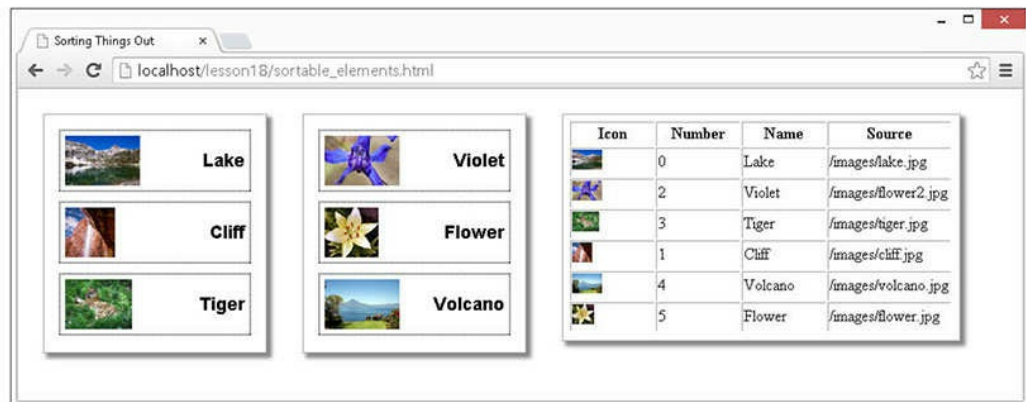 Sorting Things Out
localhost/lesson18/sortable_elements.html
Lake
Cliff
Tiger
Violet
Flower
Volcano
Icon Number Name Source
0 Lake /images/lake.jpg
2 Violet /images/flower2.jpg
3 Tiger /images/tiger.jpg
1 Cliff /images/cliff.jpg
4 Volcano /images/volcano.jpg
5 Flower /images/flower.jpg